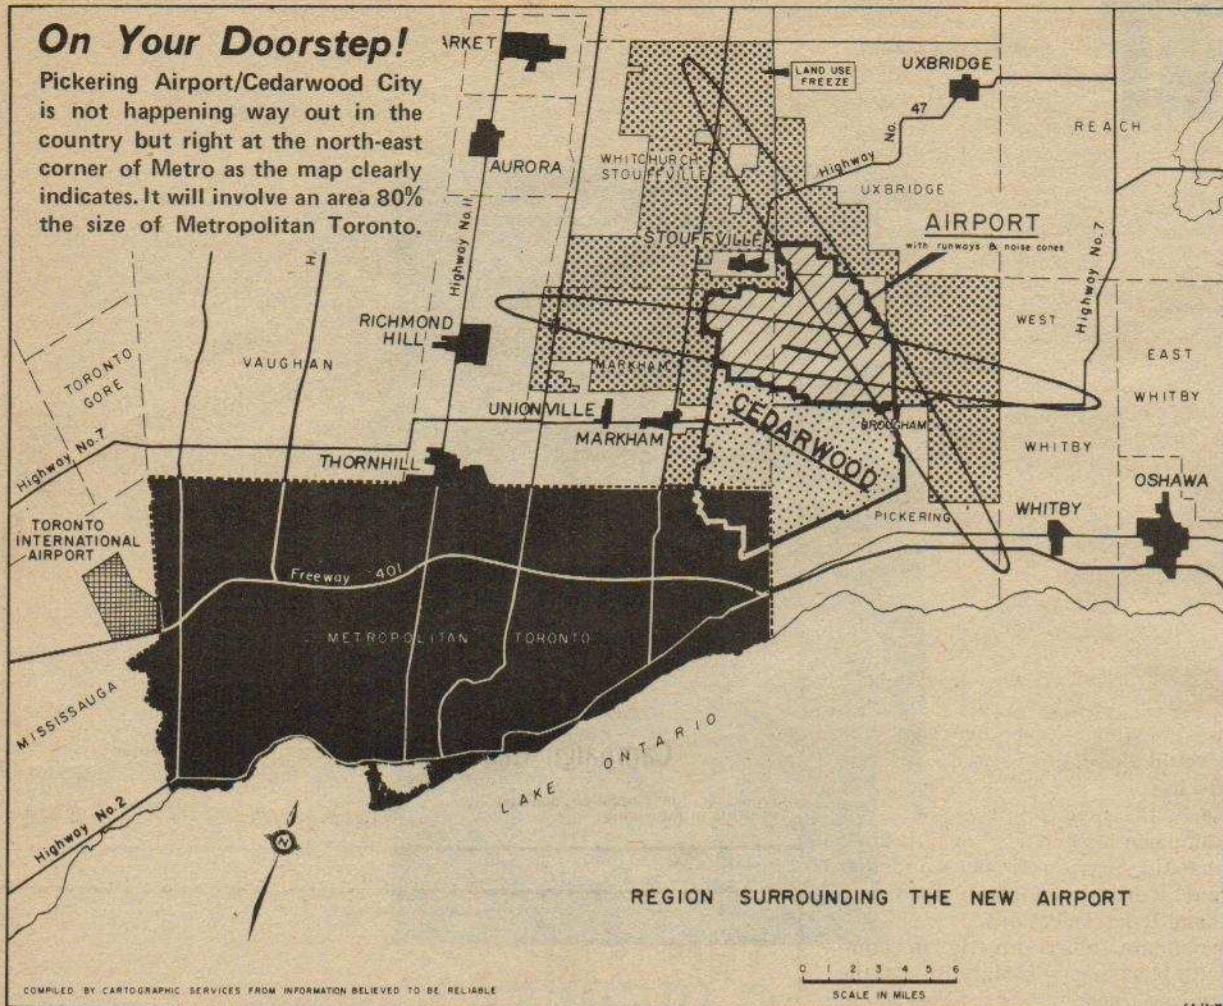 On Your Doorstep!
Pickering Airport/Cedarwood City
is not happening way out in the
country but right at the north-east
corner of Metro as the map clearly
indicates. It will involve an area 80%
the size of Metropolitan Toronto.
ARKET
LAND USE
FREEZE
UXBRIDGE
Highway No. 47
REACH
AURORA
WHITCHURCH
STOUFFVILLE
UXBRIDGE
AIRPORT
with runways & noise cones
STOUFFVILLE
Highway No.11
H
Highway No.7
RICHMOND
HILL
WEST
EAST
VAUGHAN
TORONTO
GORE
MARKHAM
WHITBY
UNIONVILLE
CEDARWOOD
BROUGHAM
MARKHAM
WHITBY
Highway No.7
THORNHILL
OSHAWA
WHITBY
PICKERING
TORONTO
INTERNATIONAL
AIRPORT
Freeway 401
METROPOLITAN TORONTO
MISSISSAUGA
LAKE ONTARIO
Highway No.2
N
REGION SURROUNDING THE NEW AIRPORT
0 1 2 3 4 5 6
SCALE IN MILES
COMPILED BY CARTOGRAPHIC SERVICES FROM INFORMATION BELIEVED TO BE RELIABLE